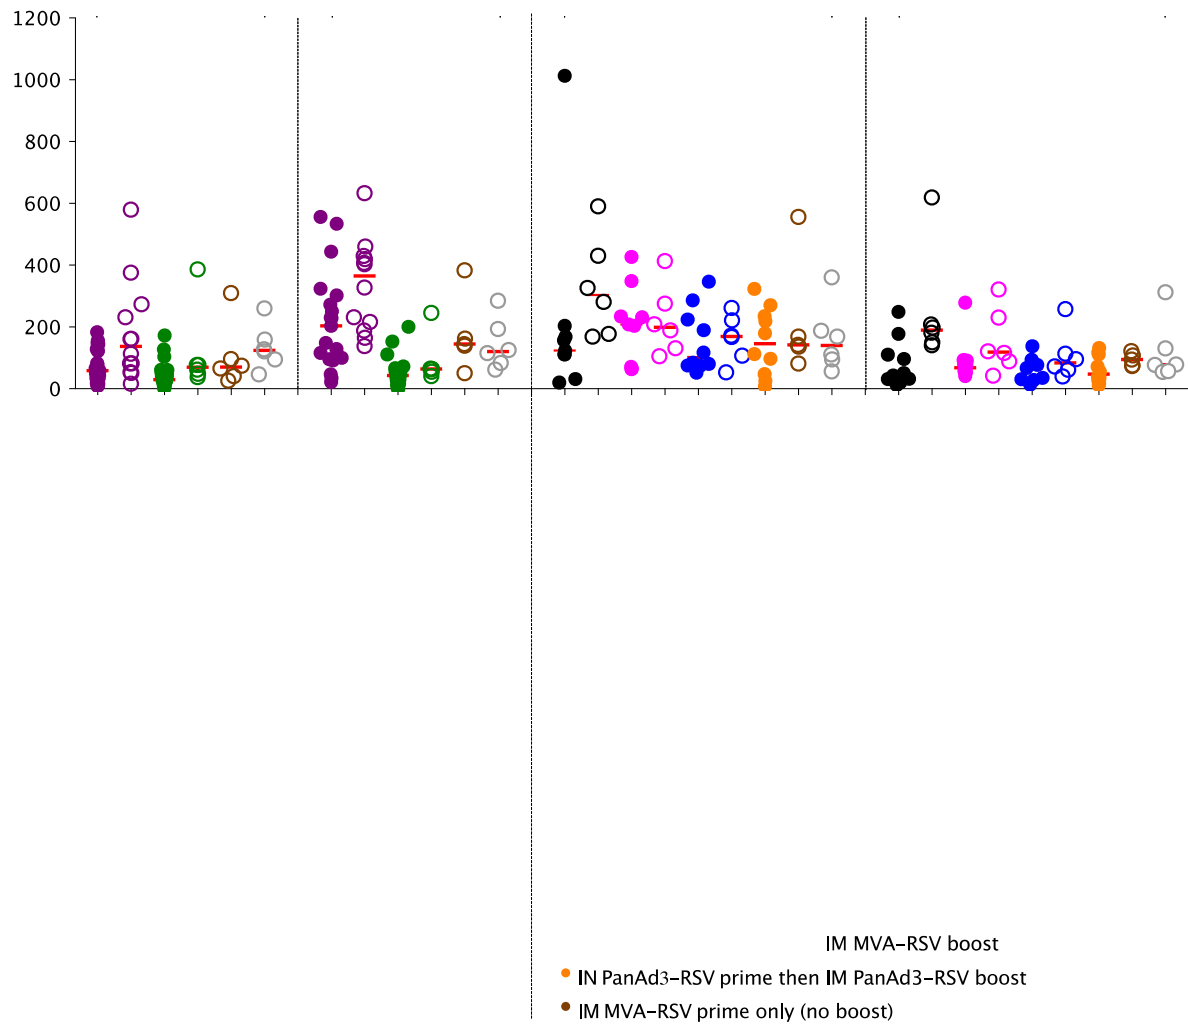 1200
1000
800
600
400
200
0
IM MVA-RSV boost
IN PanAd3-RSV prime then IM PanAd3-RSV boost
IM MVA-RSV prime only (no boost)